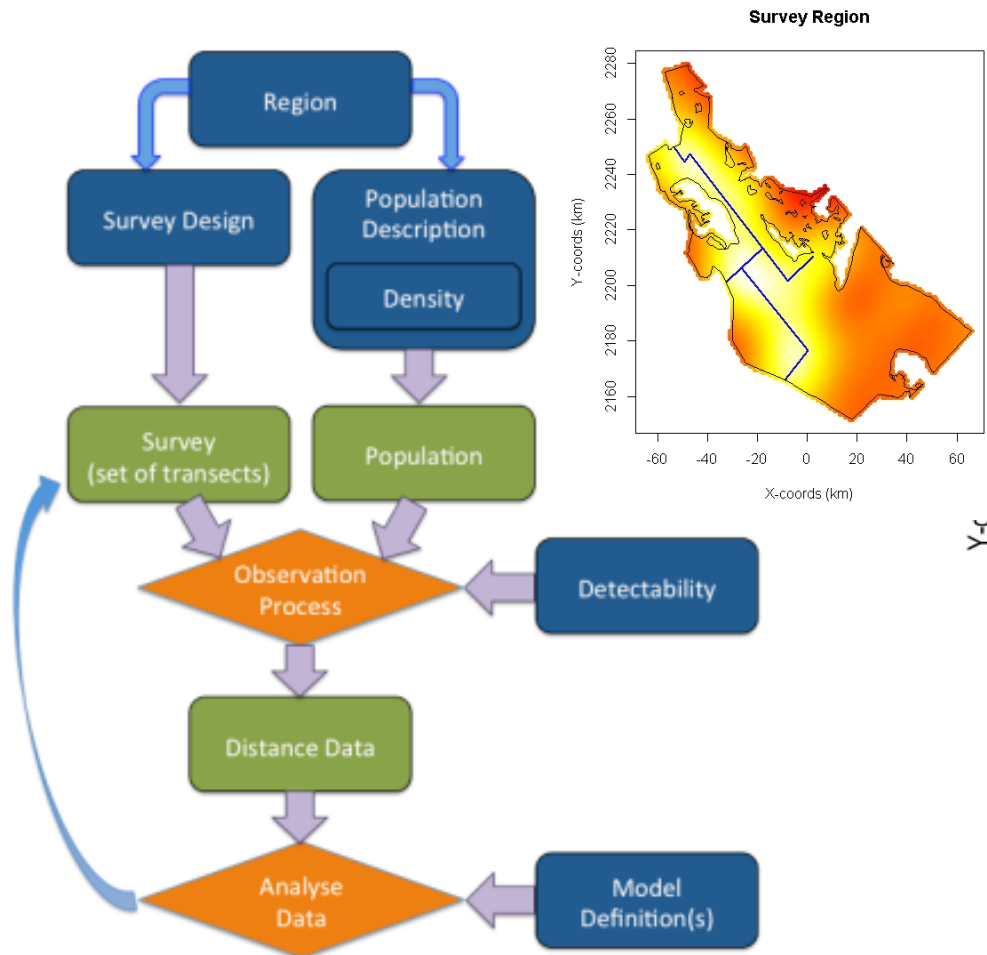 Region
Survey Design
Population
Description
Density
Survey
(set of transects)
Population
Observation
Process
Detectability
Distance Data
Analyse
Data
Model
Definition(s)
Survey Region
Y-coords (km)
2280
2260
2240
2220
2200
2180
2160
-60 -40 -20 0 20 40 60
X-coords (km)